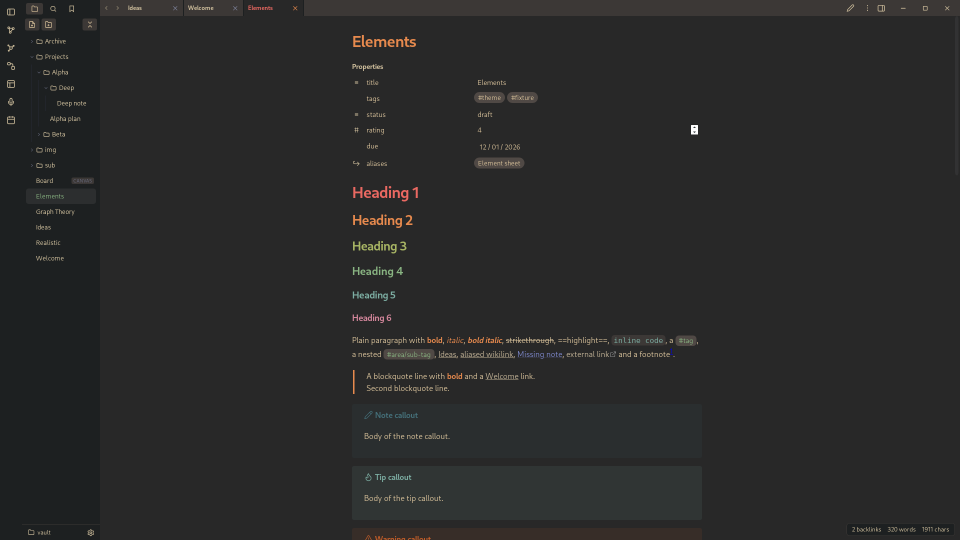 Ideas
Welcome
Elements
Archive
Projects
Alpha
Deep
Deep note
Alpha plan
Beta
img
sub
Board
Elements
Graph Theory
Ideas
Realistic
Welcome
vault
Elements
Properties
title Elements
tags #theme #fixture
status draft
rating 4
due 12/01/2026
aliases Element sheet
Heading 1
Heading 2
Heading 3
Heading 4
Heading 5
Heading 6
Plain paragraph with bold, italic, bold italic, strikethrough, ==highlight==, inline code, a #tag,
a nested #area/sub-tag, Ideas, aliased wikilink, Missing note, external link and a footnote .
A blockquote line with bold and a Welcome link.
Second blockquote line.
Note callout
Body of the note callout.
Tip callout
Body of the tip callout.
Warning callout
2 backlinks 320 words 1911 chars